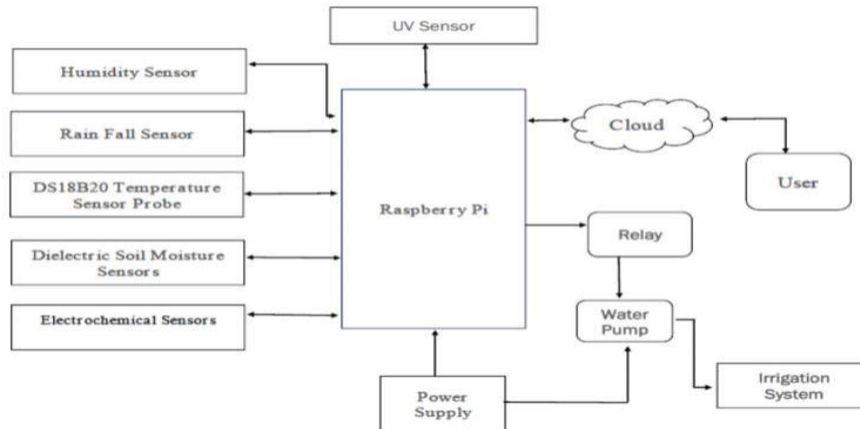 UV Sensor
Humidity Sensor
Rain Fall Sensor
Cloud
DS18B20 Temperature
Sensor Probe
User
Raspberry Pi
Relay
Dielectric Soil Moisture
Sensors
Electrochemical Sensors
Water
Pump
Power
Supply
Irrigation
System